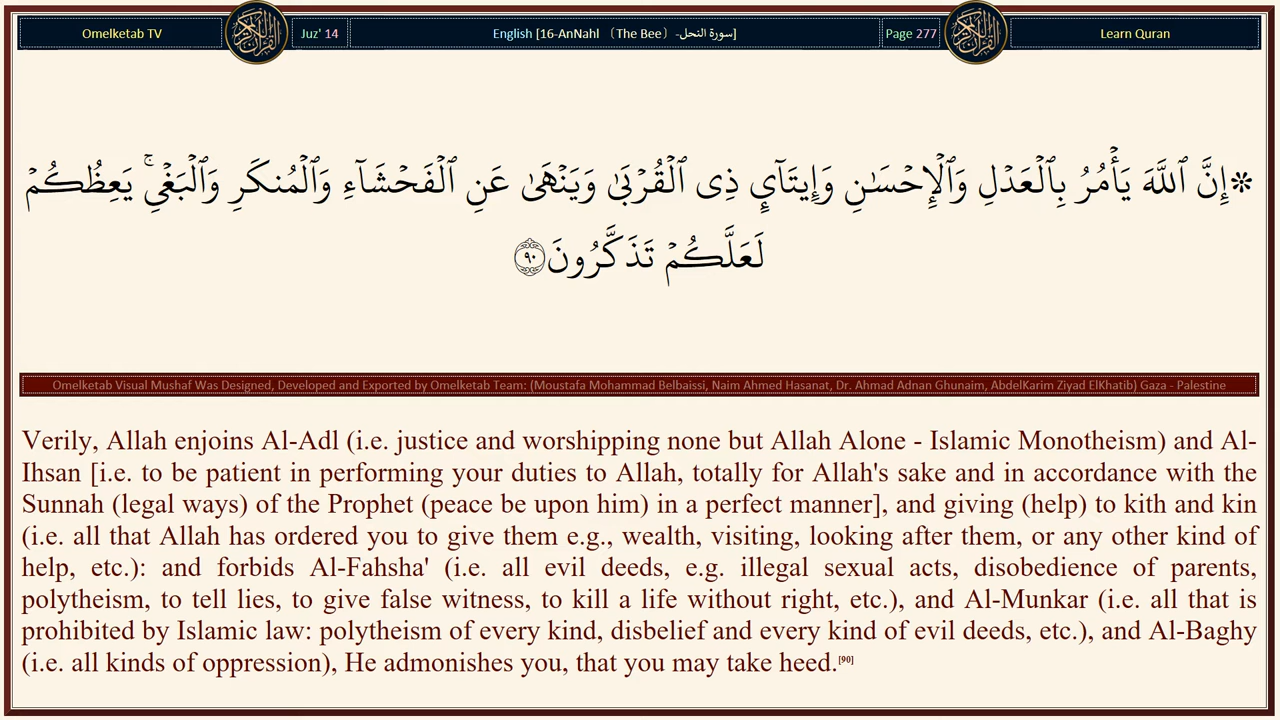 Omelketab TV
Juz' 14
English [16-AnNahl （The Bee） -سورة النحل]
Page 277
Learn Quran
۞إِنَّ ٱللَّهَ يَأۡمُرُ بِٱلۡعَدۡلِ وَٱلۡإِحۡسَٰنِ وَإِيتَآيِٕ ذِي ٱلۡقُرۡبَىٰ وَيَنۡهَىٰ عَنِ ٱلۡفَحۡشَآءِ وَٱلۡمُنكَرِ وَٱلۡبَغۡيِۚ يَعِظُكُمۡ
لَعَلَّكُمۡ تَذَكَّرُونَ ٩٠
Omelketab Visual Mushaf Was Designed, Developed and Exported by Omelketab Team: (Moustafa Mohammad Belbaissi, Naim Ahmed Hasanat, Dr. Ahmad Adnan Ghunaim, AbdelKarim Ziyad ElKhatib) Gaza - Palestine
Verily, Allah enjoins Al-Adl (i.e. justice and worshipping none but Allah Alone - Islamic Monotheism) and Al-
Ihsan [i.e. to be patient in performing your duties to Allah, totally for Allah's sake and in accordance with the
Sunnah (legal ways) of the Prophet (peace be upon him) in a perfect manner], and giving (help) to kith and kin
(i.e. all that Allah has ordered you to give them e.g., wealth, visiting, looking after them, or any other kind of
help, etc.): and forbids Al-Fahsha' (i.e. all evil deeds, e.g. illegal sexual acts, disobedience of parents,
polytheism, to tell lies, to give false witness, to kill a life without right, etc.), and Al-Munkar (i.e. all that is
prohibited by Islamic law: polytheism of every kind, disbelief and every kind of evil deeds, etc.), and Al-Baghy
(i.e. all kinds of oppression), He admonishes you, that you may take heed.[90]